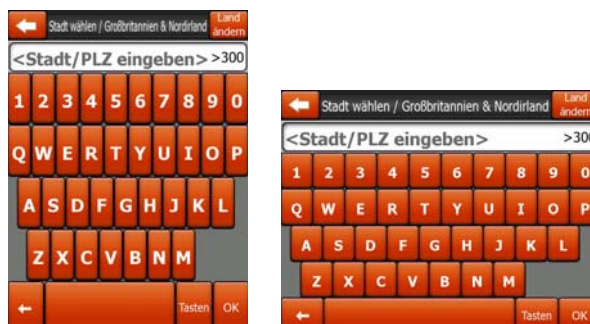 Stadt wählen / Großbritannien & Nordirland Land
ändern
<Stadt/PLZ eingeben> >300
1 2 3 4 5 6 7 8 9 0
Q W E R T Y U I O P
A S D F G H J K L
Z X C V B N M
Tasten OK
Stadt wählen / Großbritannien & Nordirland Land
ändern
<Stadt/PLZ eingeben> >300
1 2 3 4 5 6 7 8 9 0
Q W E R T Y U I O P
A S D F G H J K L
Z X C V B N M
Tasten OK